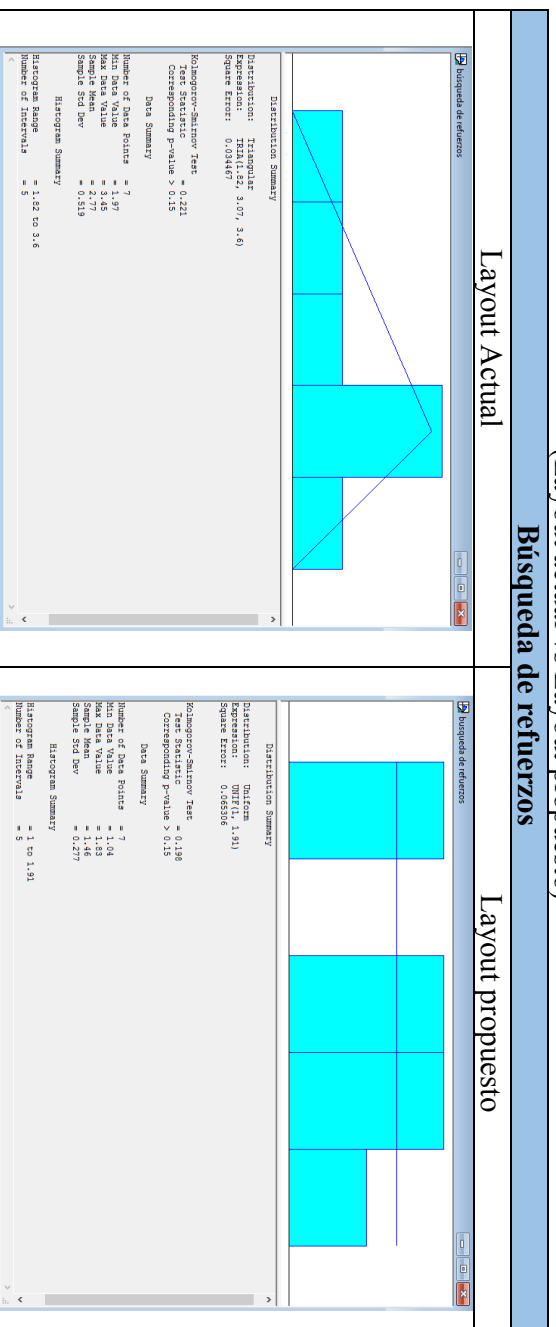 Búsqueda de refuerzos
Layout Actual
búsqueda de refuerzos
Distribution Summary
Distribution: Triangular
Expression: TRIA(1.82, 3.07, 3.6)
Square Error: 0.034467
Kolmogorov-Smirnov Test
Test Statistic = 0.221
Corresponding p-value > 0.15
Data Summary
Number of Data Points = 7
Min Data Value = 1.97
Max Data Value = 3.45
Sample Mean = 2.77
Sample Std Dev = 0.519
Histogram Summary
Histogram Range = 1.82 to 3.6
Number of Intervals = 5
Layout propuesto
busqueda de refuerzos
Distribution Summary
Distribution: Uniform
Expression: UNIF(1, 1.91)
Square Error: 0.065306
Kolmogorov-Smirnov Test
Test Statistic = 0.198
Corresponding p-value > 0.15
Data Summary
Number of Data Points = 7
Min Data Value = 1.04
Max Data Value = 1.83
Sample Mean = 1.46
Sample Std Dev = 0.277
Histogram Summary
Histogram Range = 1 to 1.91
Number of Intervals = 5